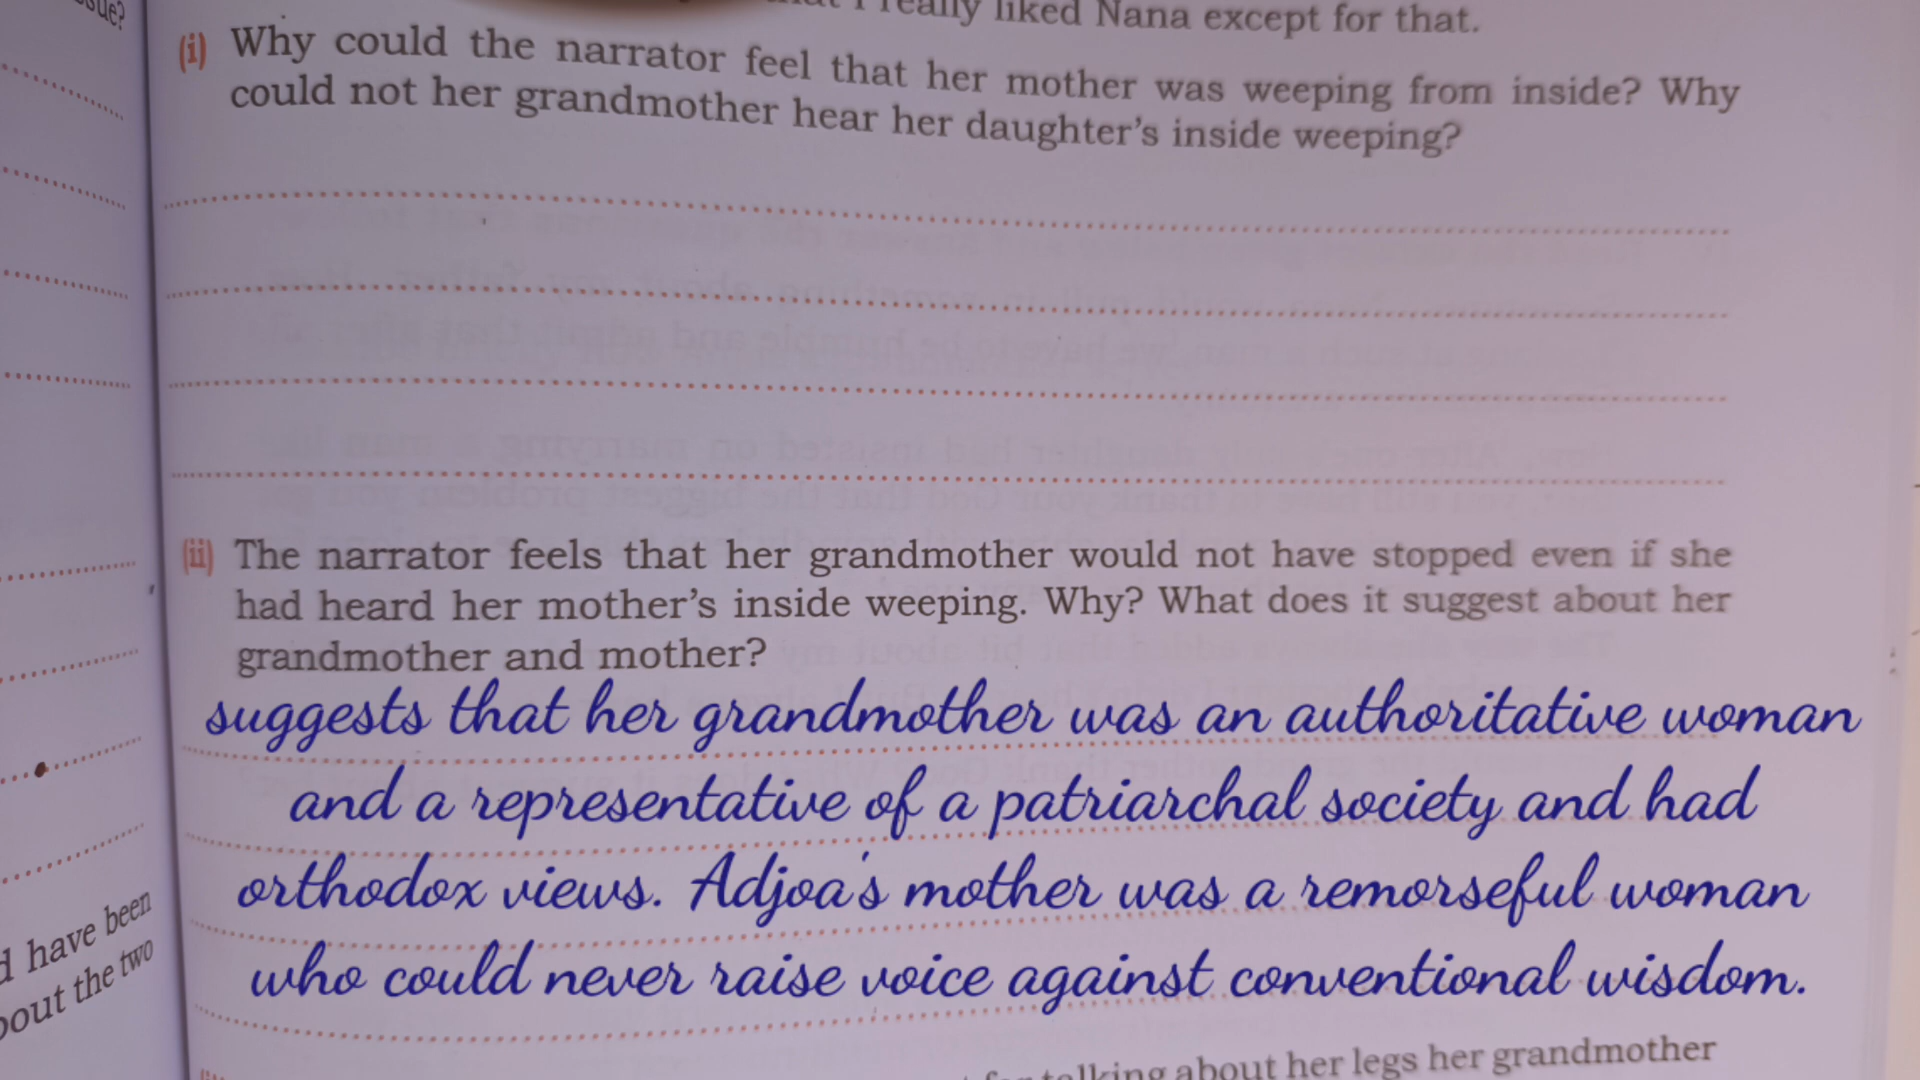 I really liked Nana except for that.
(i) Why could the narrator feel that her mother was weeping from inside? Why
could not her grandmother hear her daughter's inside weeping?
(ii) The narrator feels that her grandmother would not have stopped even if she
had heard her mother's inside weeping. Why? What does it suggest about her
grandmother and mother?
suggests that her grandmother was an authoritative woman
and a representative of a patriarchal society and had
orthodox views. Adjoa's mother was a remorseful woman
who could never raise voice against conventional wisdom.
have been
about the two
talking about her legs her grandmother